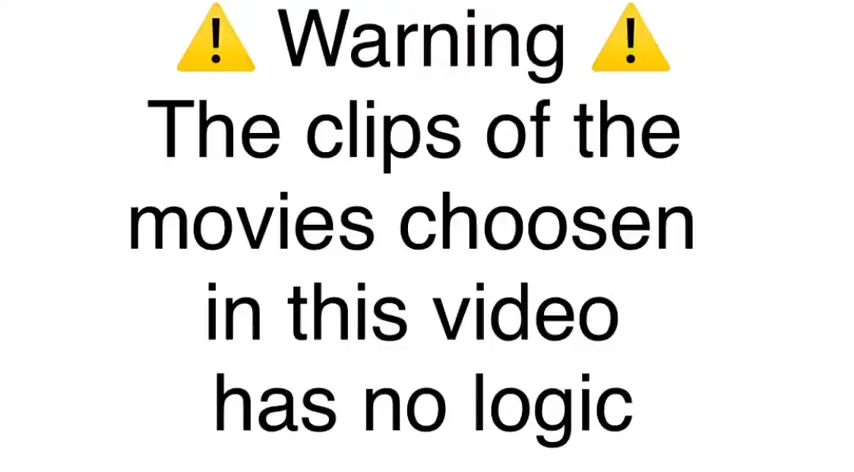 ⚠️ Warning ⚠️
The clips of the
movies choosen
in this video
has no logic